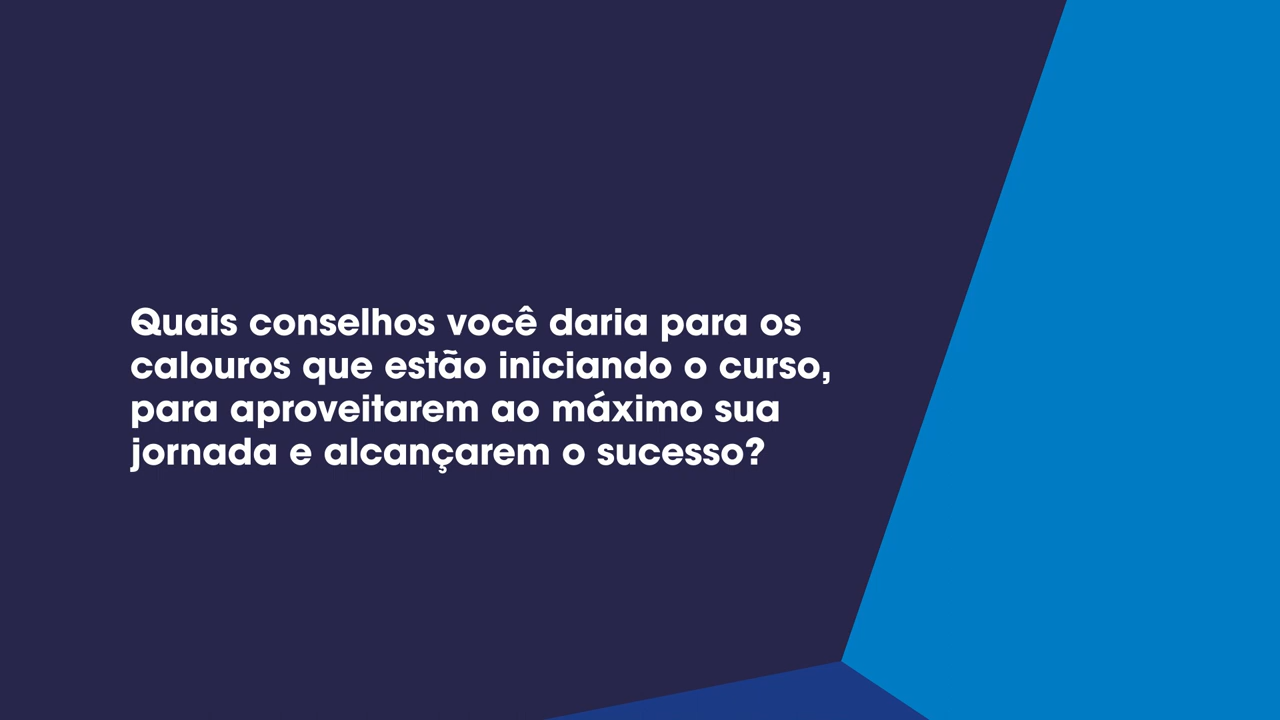 Quais conselhos você daria para os
calouros que estão iniciando o curso,
para aproveitarem ao máximo sua
jornada e alcançarem o sucesso?